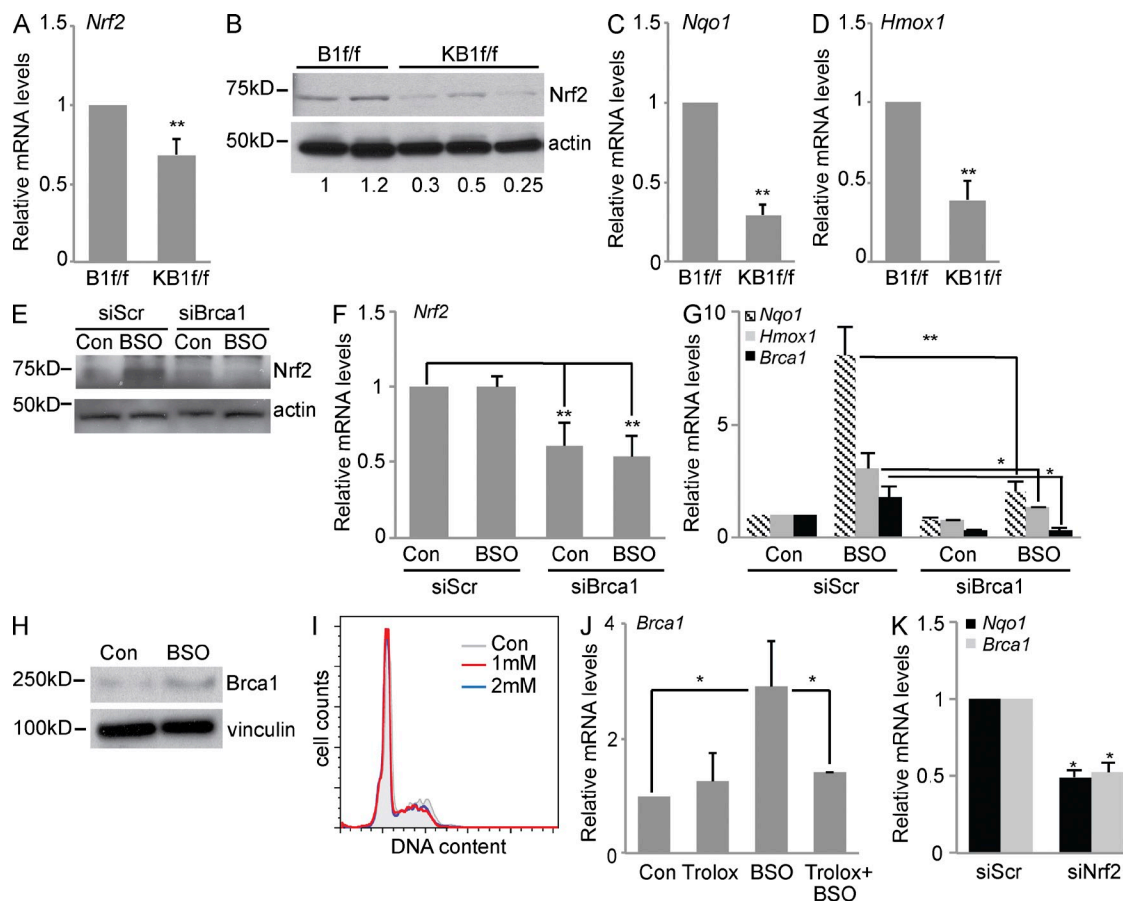 A
Nrf2
Relative mRNA levels
1.5
1
0.5
0
**
B1f/f KB1f/f
B
B1f/f KB1f/f
75kD
Nrf2
50kD
actin
1 1.2 0.3 0.5 0.25
C
Nqo1
Relative mRNA levels
1.5
1
0.5
0
**
B1f/f KB1f/f
D
Hmox1
Relative mRNA levels
1.5
1
0.5
0
**
B1f/f KB1f/f
E
siScr siBrca1
Con BSO Con BSO
75kD
Nrf2
50kD
actin
F
Nrf2
Relative mRNA levels
1.5
1
0.5
0
** **
Con BSO Con BSO
siScr siBrca1
G
Nqo1
Hmox1
Brca1
Relative mRNA levels
10
5
0
**
*
*
Con BSO Con BSO
siScr siBrca1
H
Con BSO
250kD
Brca1
100kD
vinculin
I
Con
1mM
2mM
cell counts
DNA content
J
Brca1
Relative mRNA levels
4
2
0
* *
Con Trolox BSO Trolox+
BSO
K
Nqo1
Brca1
Relative mRNA levels
1.5
1
0.5
0
* *
siScr siNrf2